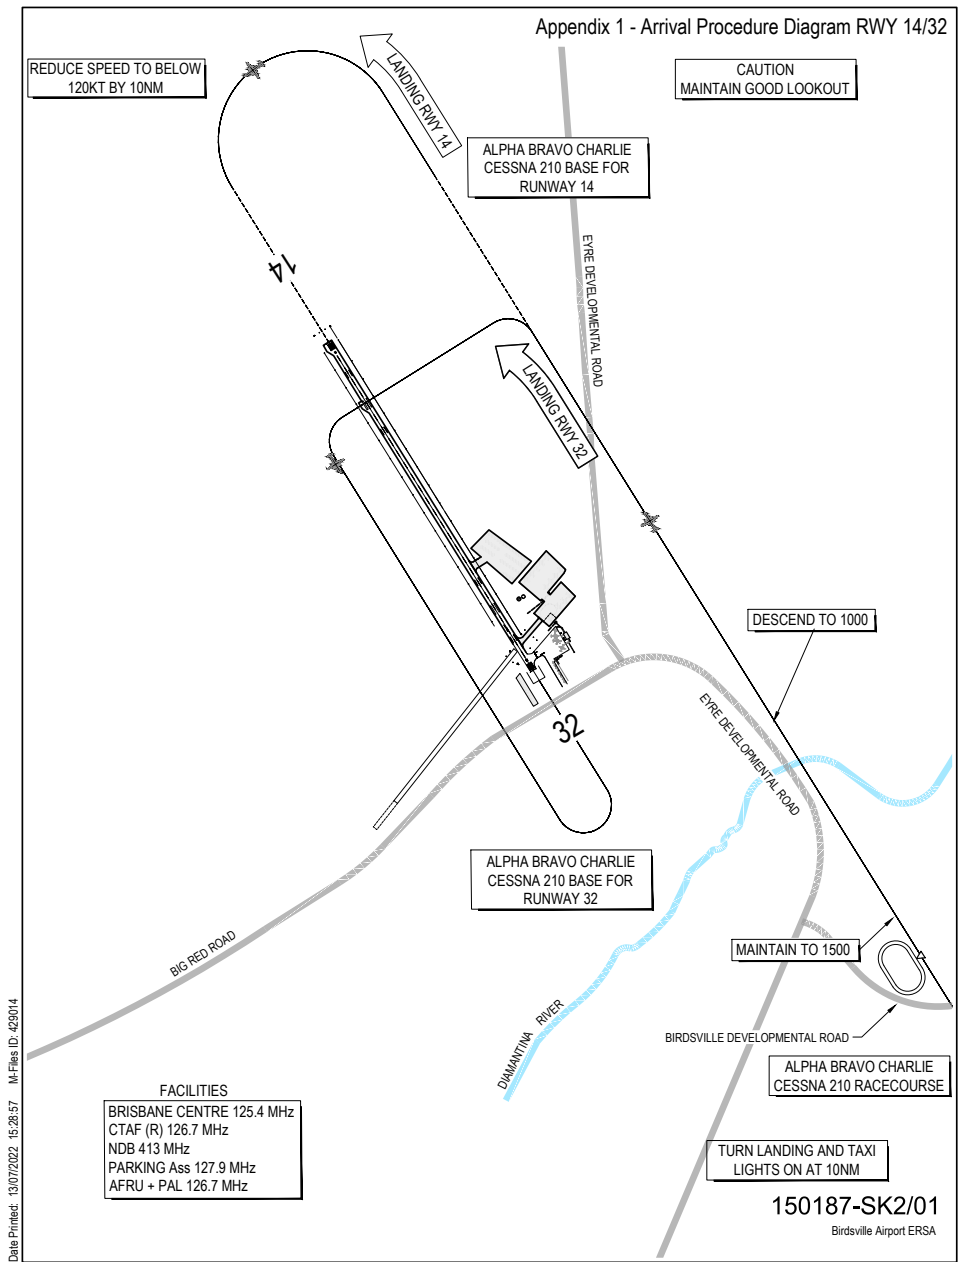 Appendix 1 - Arrival Procedure Diagram RWY 14/32
REDUCE SPEED TO BELOW
120KT BY 10NM
CAUTION
MAINTAIN GOOD LOOKOUT
LANDING RWY 14
ALPHA BRAVO CHARLIE
CESSNA 210 BASE FOR
RUNWAY 14
14
EYRE DEVELOPMENTAL ROAD
LANDING RWY 32
DESCEND TO 1000
32
EYRE DEVELOPMENTAL ROAD
ALPHA BRAVO CHARLIE
CESSNA 210 BASE FOR
RUNWAY 32
BIG RED ROAD
MAINTAIN TO 1500
DIAMANTINA RIVER
BIRDSVILLE DEVELOPMENTAL ROAD
ALPHA BRAVO CHARLIE
CESSNA 210 RACECOURSE
FACILITIES
BRISBANE CENTRE 125.4 MHz
CTAF (R) 126.7 MHz
NDB 413 MHz
PARKING Ass 127.9 MHz
AFRU + PAL 126.7 MHz
TURN LANDING AND TAXI
LIGHTS ON AT 10NM
150187-SK2/01
Birdsville Airport ERSA
Date Printed: 13/07/2022 15:28:57 M-Files ID: 429014